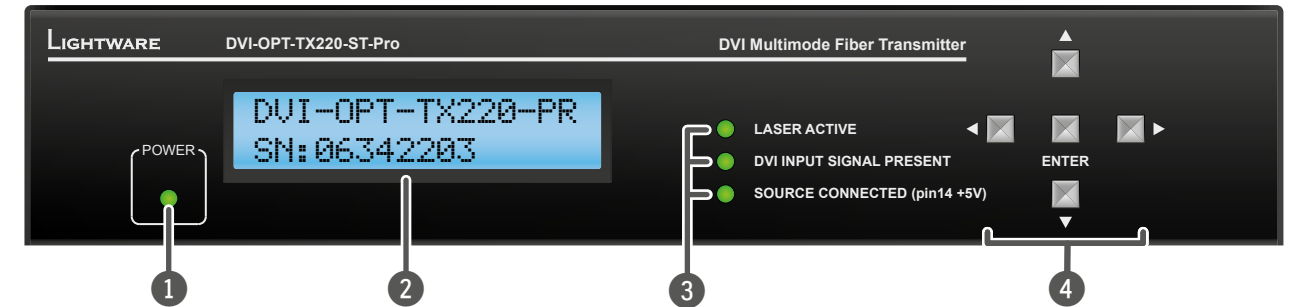 LIGHTWARE
DVI-OPT-TX220-ST-Pro
DVI Multimode Fiber Transmitter
DVI-OPT-TX220-PR
SN:06342203
POWER
LASER ACTIVE
DVI INPUT SIGNAL PRESENT
SOURCE CONNECTED (pin14 +5V)
ENTER
1
2
3
4